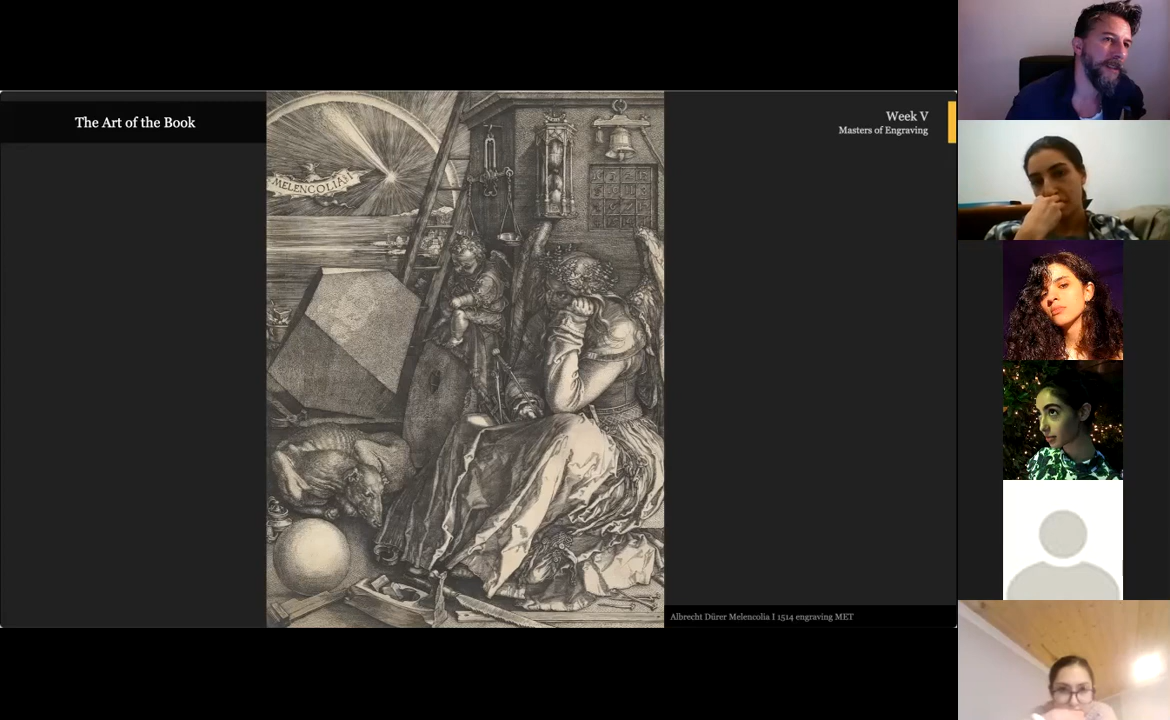 The Art of the Book
Week V
Masters of Engraving
MELENCOLIA I
Albrecht Dürer Melencolia I 1514 engraving MET